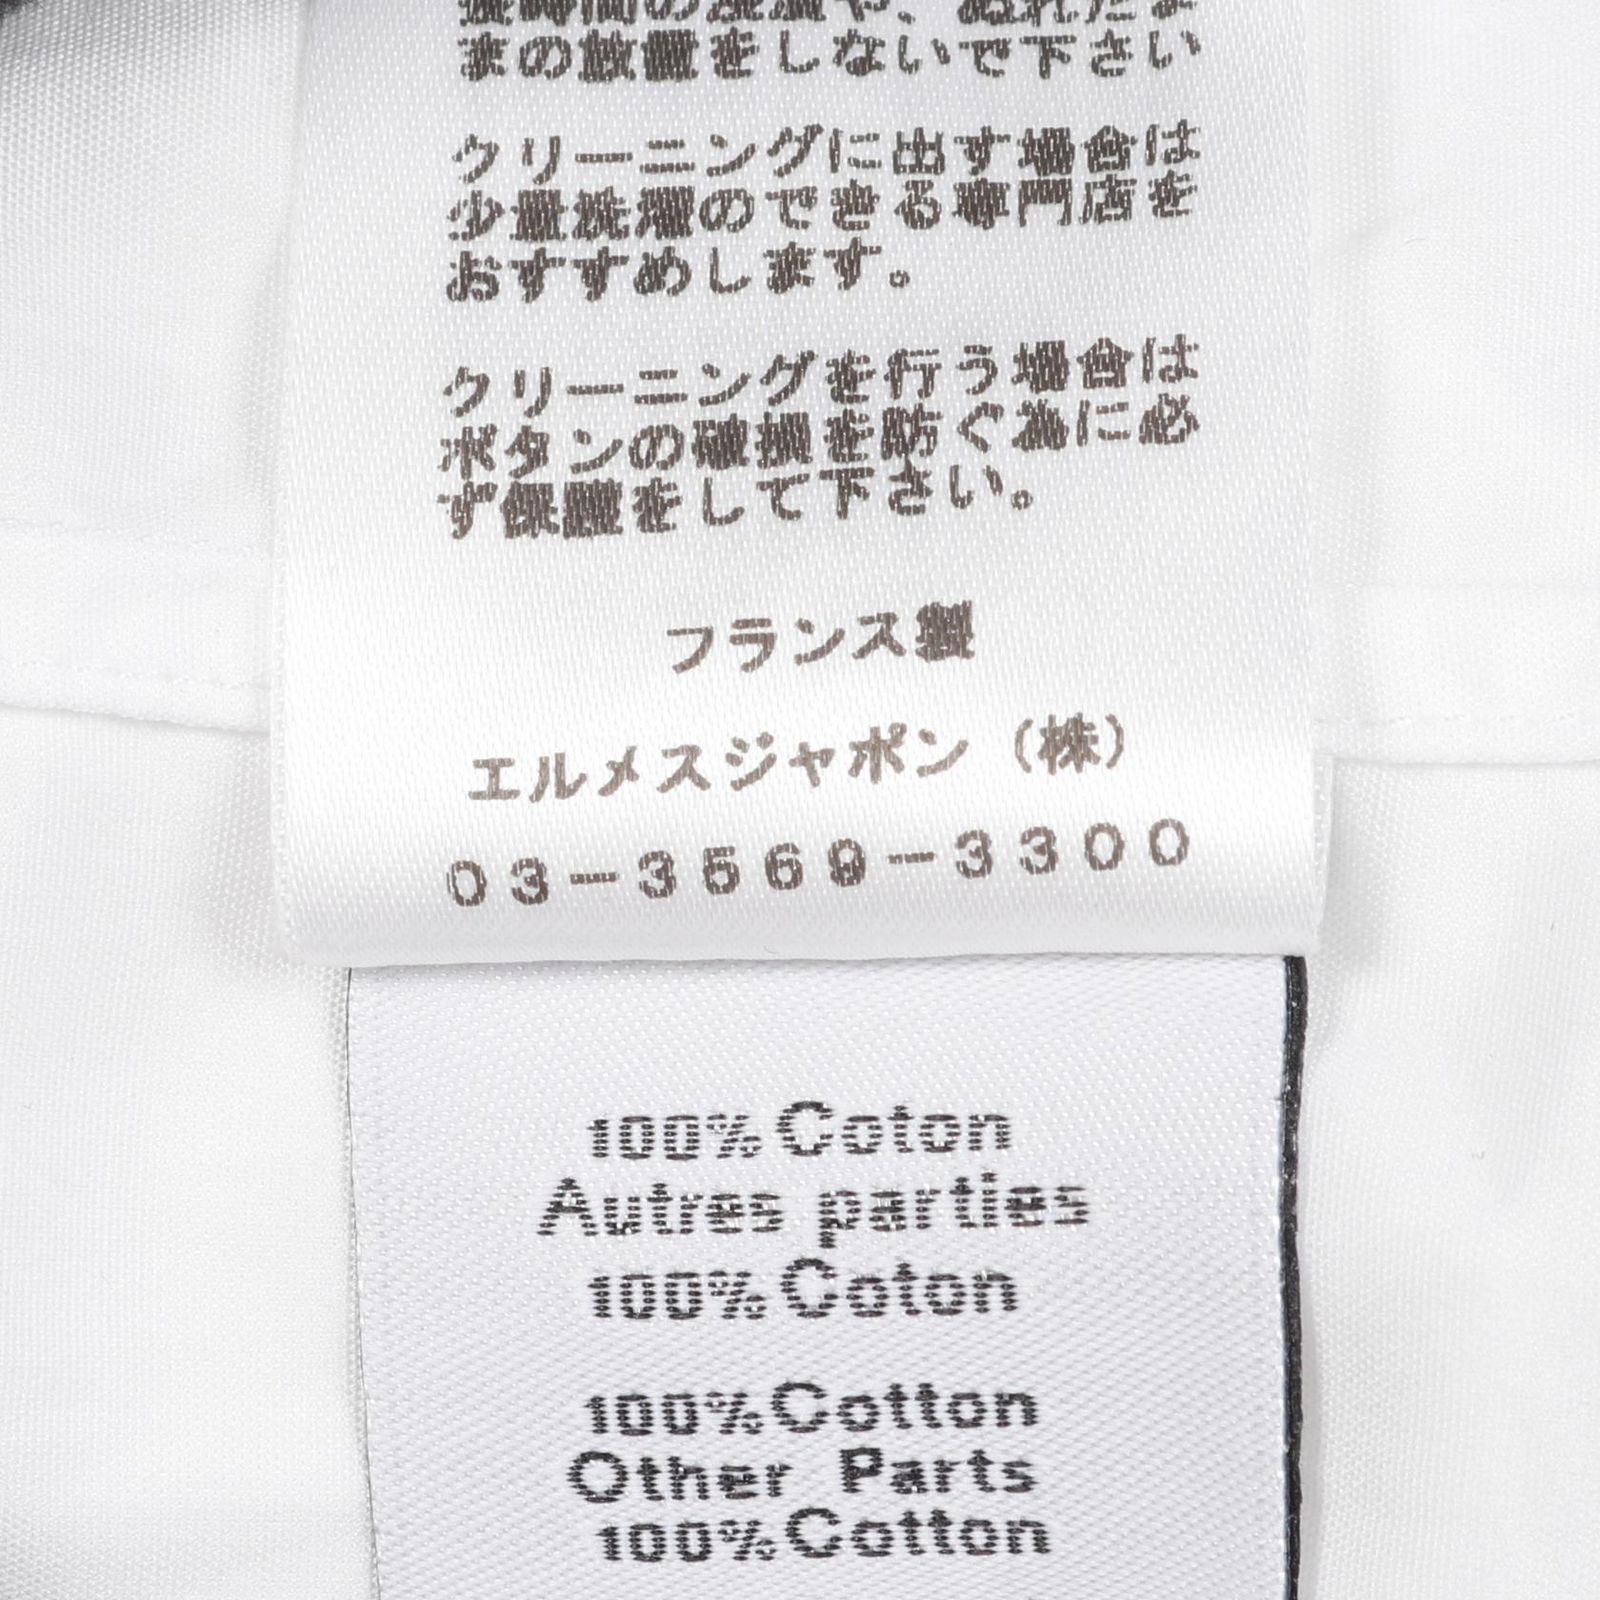 長時間の浸漬や、ぬれたま
まの放置をしないで下さい
クリーニングに出す場合は
少量洗濯のできる専門店を
おすすめします。
クリーニングを行う場合は
ボタンの破損を防ぐ為に必
ず保護をして下さい。
フランス製
エルメスジャポン（株）
03-3569-3300
100% Coton
Autres parties
100% Coton
100% Cotton
Other Parts
100% Cotton